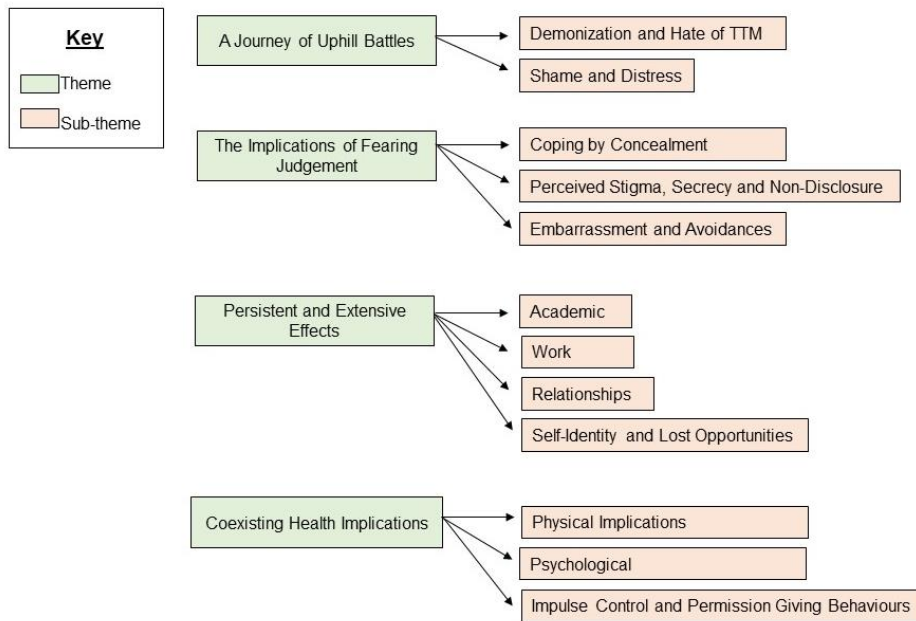 Key
Theme
Sub-theme
A Journey of Uphill Battles
Demonization and Hate of TTM
Shame and Distress
The Implications of Fearing
Judgement
Coping by Concealment
Perceived Stigma, Secrecy and Non-Disclosure
Embarrassment and Avoidances
Persistent and Extensive
Effects
Academic
Work
Relationships
Self-Identity and Lost Opportunities
Coexisting Health Implications
Physical Implications
Psychological
Impulse Control and Permission Giving Behaviours